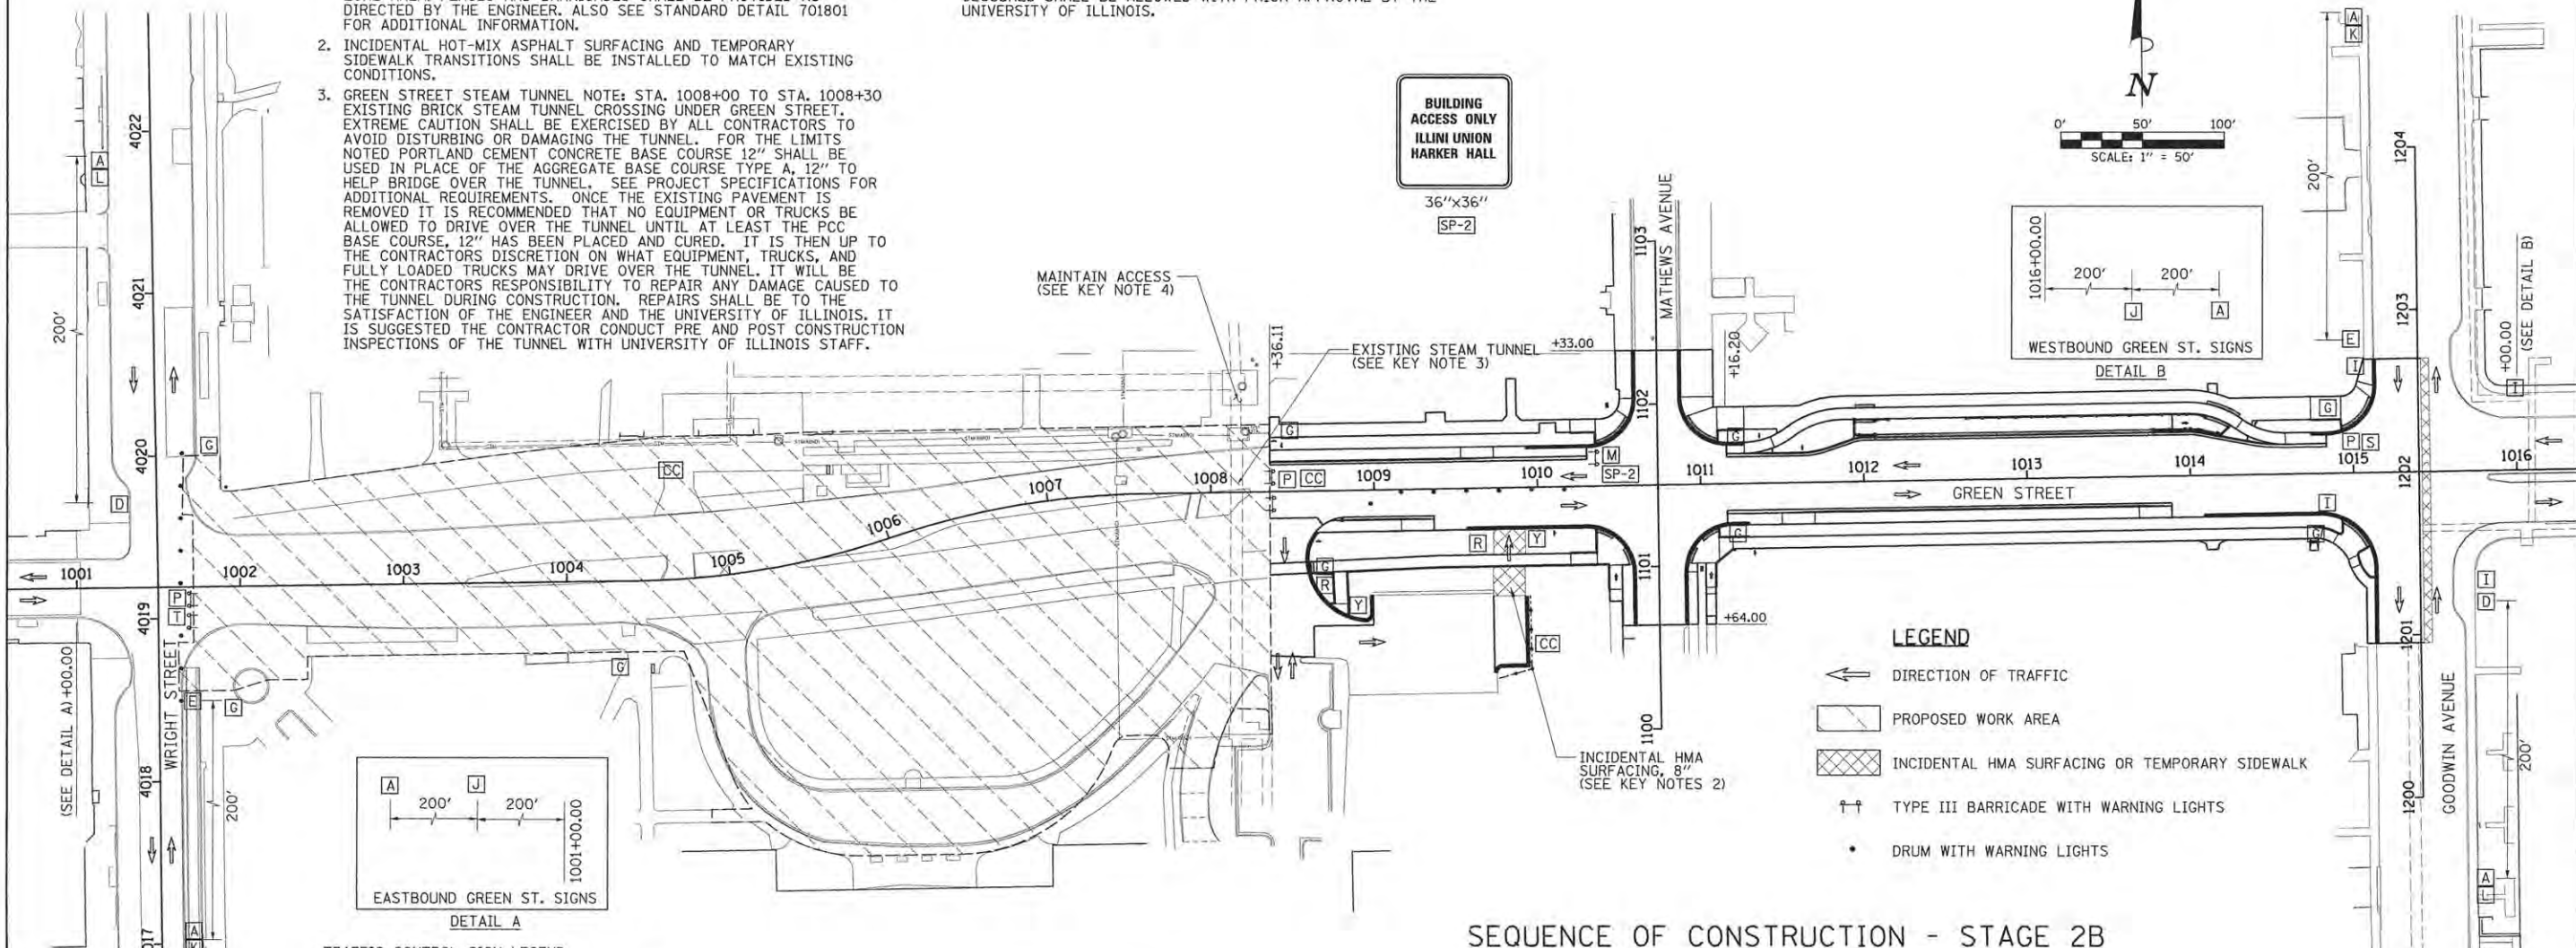 DIRECTED BY THE ENGINEER. ALSO SEE STANDARD DETAIL 701801
FOR ADDITIONAL INFORMATION.
2. INCIDENTAL HOT-MIX ASPHALT SURFACING AND TEMPORARY
SIDEWALK TRANSITIONS SHALL BE INSTALLED TO MATCH EXISTING
CONDITIONS.
3. GREEN STREET STEAM TUNNEL NOTE: STA. 1008+00 TO STA. 1008+30
EXISTING BRICK STEAM TUNNEL CROSSING UNDER GREEN STREET.
EXTREME CAUTION SHALL BE EXERCISED BY ALL CONTRACTORS TO
AVOID DISTURBING OR DAMAGING THE TUNNEL. FOR THE LIMITS
NOTED PORTLAND CEMENT CONCRETE BASE COURSE 12" SHALL BE
USED IN PLACE OF THE AGGREGATE BASE COURSE TYPE A, 12" TO
HELP BRIDGE OVER THE TUNNEL. SEE PROJECT SPECIFICATIONS FOR
ADDITIONAL REQUIREMENTS. ONCE THE EXISTING PAVEMENT IS
REMOVED IT IS RECOMMENDED THAT NO EQUIPMENT OR TRUCKS BE
ALLOWED TO DRIVE OVER THE TUNNEL UNTIL AT LEAST THE PCC
BASE COURSE, 12" HAS BEEN PLACED AND CURED. IT IS THEN UP TO
THE CONTRACTORS DISCRETION ON WHAT EQUIPMENT, TRUCKS, AND
FULLY LOADED TRUCKS MAY DRIVE OVER THE TUNNEL. IT WILL BE
THE CONTRACTORS RESPONSIBILITY TO REPAIR ANY DAMAGE CAUSED TO
THE TUNNEL DURING CONSTRUCTION. REPAIRS SHALL BE TO THE
SATISFACTION OF THE ENGINEER AND THE UNIVERSITY OF ILLINOIS. IT
IS SUGGESTED THE CONTRACTOR CONDUCT PRE AND POST CONSTRUCTION
INSPECTIONS OF THE TUNNEL WITH UNIVERSITY OF ILLINOIS STAFF.
UNIVERSITY OF ILLINOIS.
BUILDING
ACCESS ONLY
ILLINI UNION
HARKER HALL
36"x36"
SP-2
N
0' 50' 100'
SCALE: 1" = 50'
A
K
200'
1016+00.00
200' 200'
J A
WESTBOUND GREEN ST. SIGNS
DETAIL B
1204
1203
1202
1201
1200
+00.00
(SEE DETAIL B)
E
I
I
G
P S
I
G
I
D
200'
A
L
GOODWIN AVENUE
MATHEWS AVENUE
1103
1102
1101
1100
+33.00
+16.20
+36.11
+64.00
MAINTAIN ACCESS
(SEE KEY NOTE 4)
EXISTING STEAM TUNNEL
(SEE KEY NOTE 3)
4022
4021
4020
4019
4018
A
L
200'
D
G
CC
1001 1002 1003 1004 1005 1006 1007 1008 1009 1010 1011 1012 1013 1014 1015 1016
GREEN STREET
G
P CC
M
SP-2
G
G
R Y
G
R
Y
CC
P
T
E
G
G
WRIGHT STREET
(SEE DETAIL A) +00.00
200'
A
A J
200' 200'
1001+00.00
EASTBOUND GREEN ST. SIGNS
DETAIL A
INCIDENTAL HMA
SURFACING, 8"
(SEE KEY NOTES 2)
LEGEND
DIRECTION OF TRAFFIC
PROPOSED WORK AREA
INCIDENTAL HMA SURFACING OR TEMPORARY SIDEWALK
TYPE III BARRICADE WITH WARNING LIGHTS
DRUM WITH WARNING LIGHTS
SEQUENCE OF CONSTRUCTION - STAGE 2B